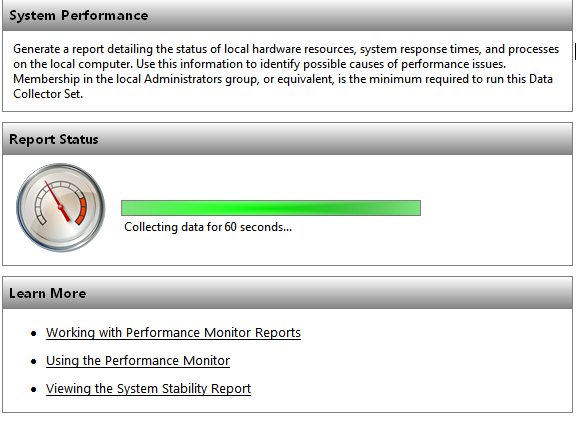 System Performance
Generate a report detailing the status of local hardware resources, system response times, and processes
on the local computer. Use this information to identify possible causes of performance issues.
Membership in the local Administrators group, or equivalent, is the minimum required to run this Data
Collector Set.
Report Status
Collecting data for 60 seconds...
Learn More
Working with Performance Monitor Reports
Using the Performance Monitor
Viewing the System Stability Report